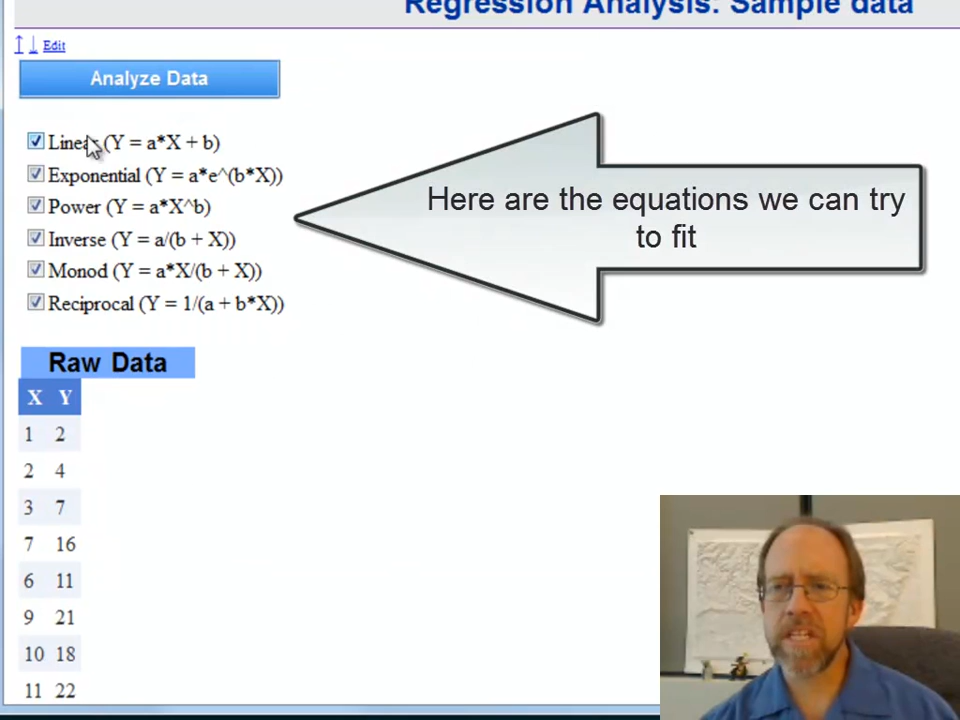 Regression Analysis: Sample data
Edit
Analyze Data
Linear (Y = a*X + b)
Exponential (Y = a*e^(b*X))
Power (Y = a*X^b)
Inverse (Y = a/(b + X))
Monod (Y = a*X/(b + X))
Reciprocal (Y = 1/(a + b*X))
Here are the equations we can try
to fit
Raw Data
X Y
1 2
2 4
3 7
7 16
6 11
9 21
10 18
11 22